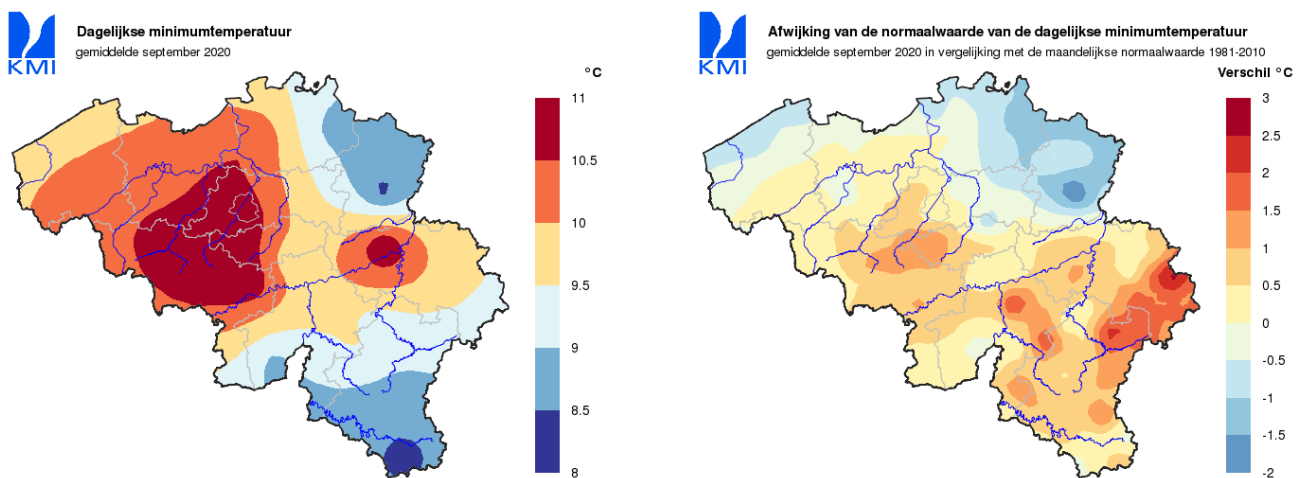 Dagelijkse minimumtemperatuur
gemiddelde september 2020
KMI
°C
11
10.5
10
9.5
9
8.5
8
Afwijking van de normaalwaarde van de dagelijkse minimumtemperatuur
gemiddelde september 2020 in vergelijking met de maandelijkse normaalwaarde 1981-2010
KMI
Verschil °C
3
2.5
2
1.5
1
0.5
0
-0.5
-1
-1.5
-2